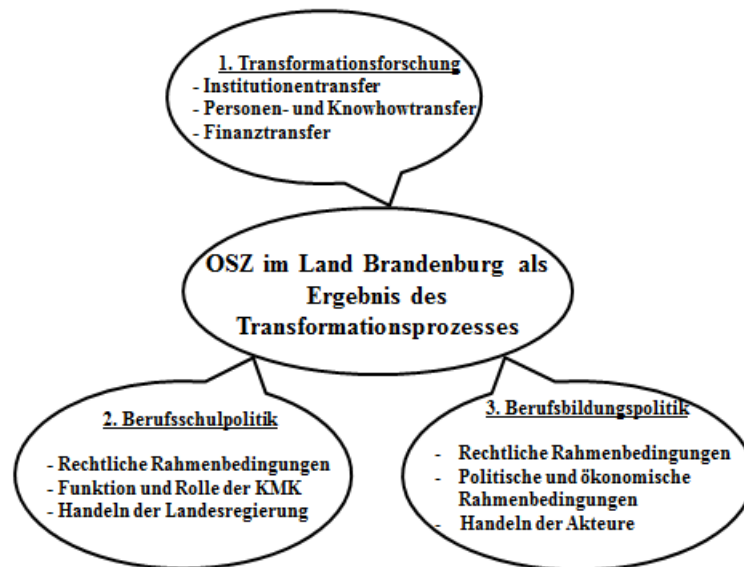 1. Transformationsforschung
- Institutionentransfer
- Personen- und Knowhowtransfer
- Finanztransfer
OSZ im Land Brandenburg als
Ergebnis des
Transformationsprozesses
2. Berufsschulpolitik
- Rechtliche Rahmenbedingungen
- Funktion und Rolle der KMK
- Handeln der Landesregierung
3. Berufsbildungspolitik
- Rechtliche Rahmenbedingungen
- Politische und ökonomische
Rahmenbedingungen
- Handeln der Akteure